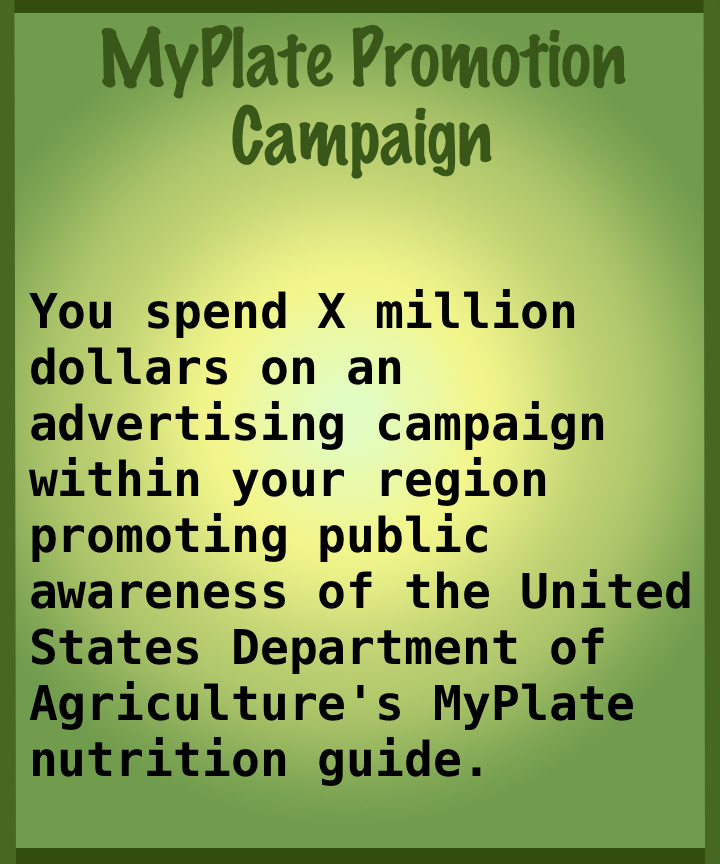 MyPlate Promotion
Campaign
You spend X million
dollars on an
advertising campaign
within your region
promoting public
awareness of the United
States Department of
Agriculture's MyPlate
nutrition guide.